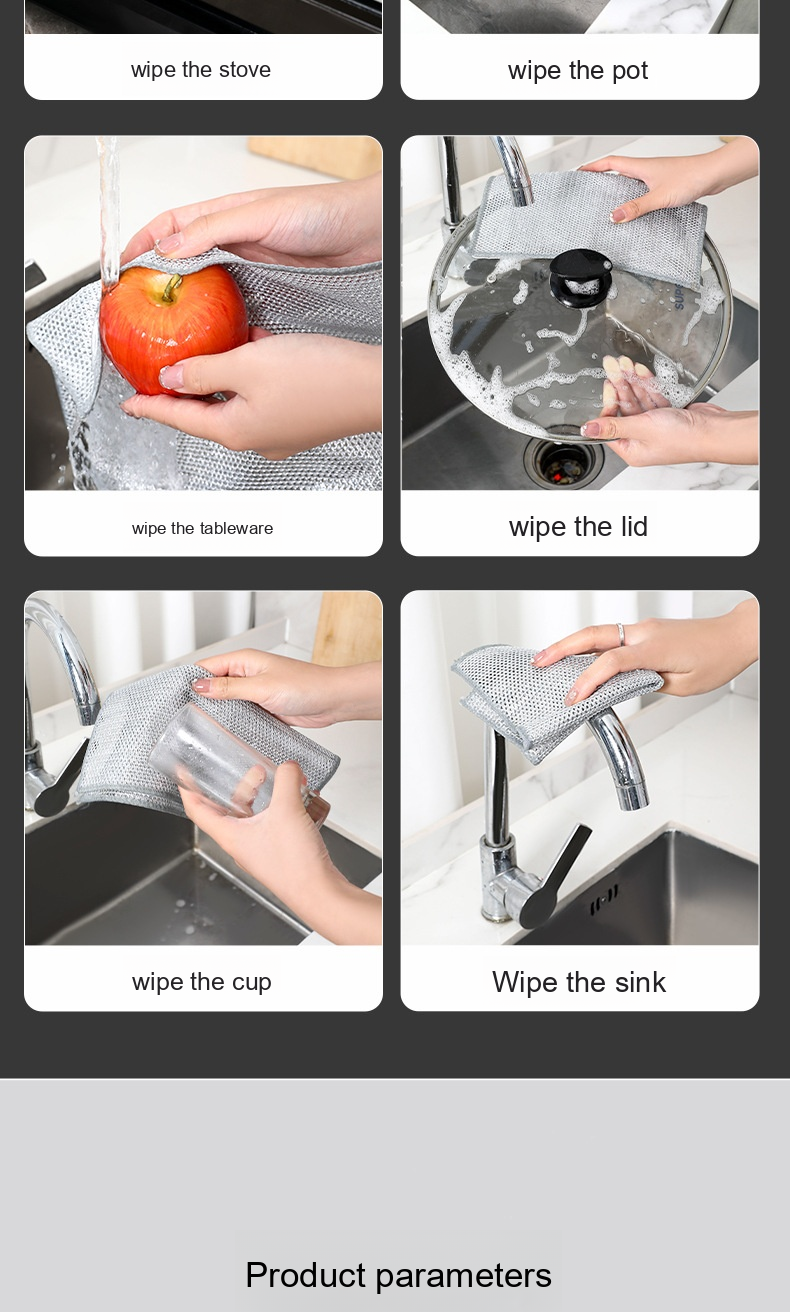 wipe the stove
wipe the pot
wipe the tableware
wipe the lid
wipe the cup
Wipe the sink
Product parameters